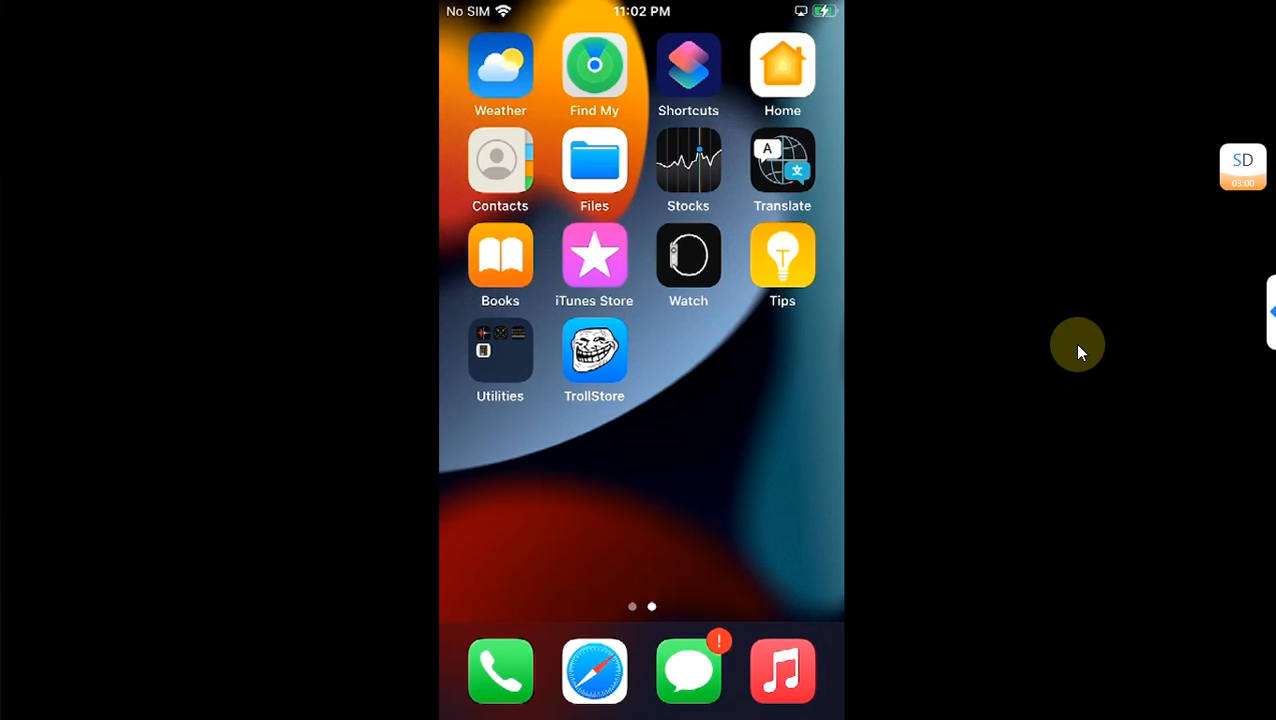 No SIM 11:02 PM
Weather Find My Shortcuts Home
A
文
Contacts Files Stocks Translate
T
Books iTunes Store Watch Tips
Utilities TrollStore
!
SD
03:00